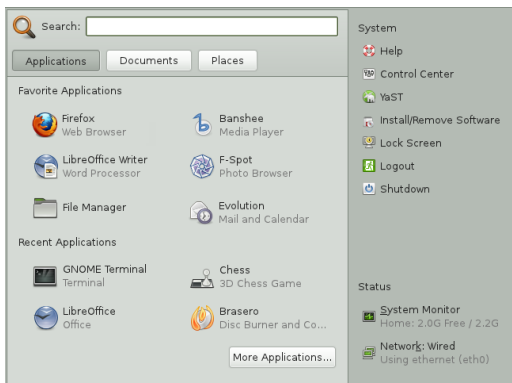 Search:
Applications
Documents
Places
Favorite Applications
Firefox
Web Browser
Banshee
Media Player
LibreOffice Writer
Word Processor
F-Spot
Photo Browser
File Manager
Evolution
Mail and Calendar
Recent Applications
GNOME Terminal
Terminal
Chess
3D Chess Game
LibreOffice
Office
Brasero
Disc Burner and Co...
More Applications...
System
Help
Control Center
YaST
Install/Remove Software
Lock Screen
Logout
Shutdown
Status
System Monitor
Home: 2.0G Free / 2.2G
Network: Wired
Using ethernet (eth0)